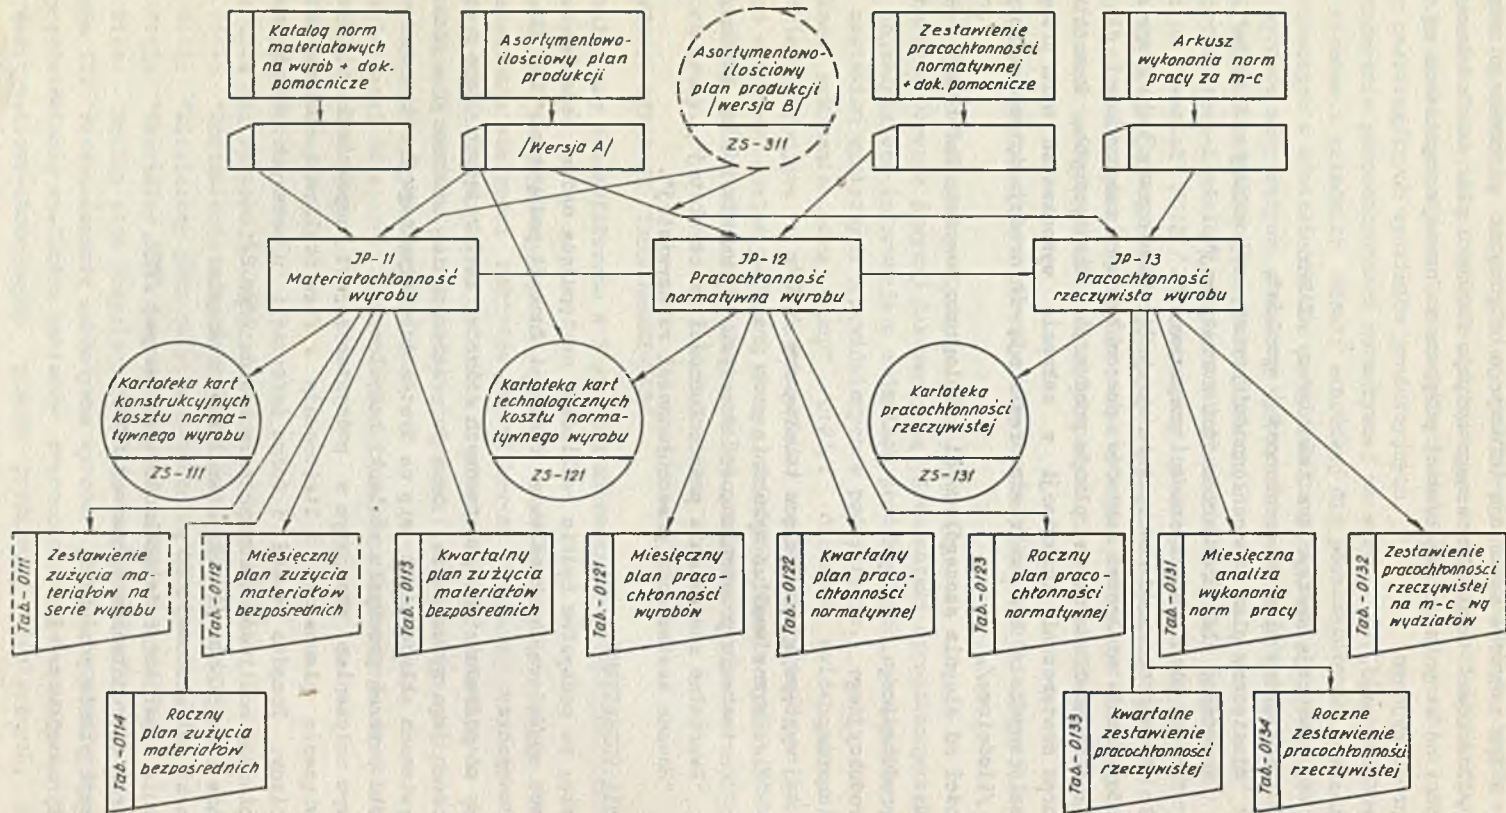 Katalog norm
materiałowych
na wyrób + dok.
pomocnicze
Asortymentowo-
ilościowy plan
produkcji
Asortymentowo-
ilościowy
plan produkcji
/wersja B/
ZS-311
Zestawienie
pracochłonności
normatywnej
+ dok. pomocnicze
Arkusz
wykonania norm
pracy za m-c
/Wersja A/
JP-11
Materiałochłonność
wyrobu
JP-12
Pracochłonność
normatywna wyrobu
JP-13
Pracochłonność
rzeczywista wyrobu
Kartoteka kart
konstrukcyjnych
kosztu norma-
tywnego wyrobu
ZS-111
Kartoteka kart
technologicznych
kosztu norma-
tywnego wyrobu
ZS-121
Kartoteka
pracochłonności
rzeczywistej
ZS-131
Tab.-0111
Zestawienie
zużycia ma-
teriałów na
serie wyrobu
Tab.-0112
Miesięczny
plan zużycia
materiałów
bezpośrednich
Tab.-0113
Kwartalny
plan zużycia
materiałów
bezpośrednich
Tab.-0121
Miesięczny
plan praco-
chłonności
wyrobów
Tab.-0122
Kwartalny
plan praco-
chłonności
normatywnej
Tab.-0123
Roczny
plan praco-
chłonności
normatywnej
Tab.-0131
Miesięczna
analiza
wykonania
norm pracy
Tab.-0132
Zestawienie
pracochłonności
rzeczywistej
na m-c wg
wydziałów
Tab.-0114
Roczny
plan zużycia
materiałów
bezpośrednich
Tab.-0133
Kwartalne
zestawienie
pracochłonności
rzeczywistej
Tab.-0134
Roczne
zestawienie
pracochłonności
rzeczywistej